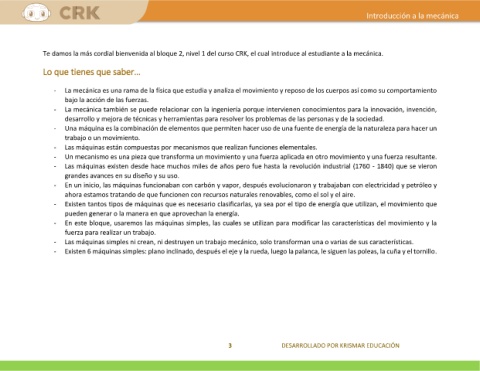 CRK
Introducción a la mecánica
Te damos la más cordial bienvenida al bloque 2, nivel 1 del curso CRK, el cual introduce al estudiante a la mecánica.
Lo que tienes que saber...
- La mecánica es una rama de la física que estudia y analiza el movimiento y reposo de los cuerpos así como su comportamiento
bajo la acción de las fuerzas.
- La mecánica también se puede relacionar con la ingeniería porque intervienen conocimientos para la innovación, invención,
desarrollo y mejora de técnicas y herramientas para resolver los problemas de las personas y de la sociedad.
- Una máquina es la combinación de elementos que permiten hacer uso de una fuente de energía de la naturaleza para hacer un
trabajo o un movimiento.
- Las máquinas están compuestas por mecanismos que realizan funciones elementales.
- Un mecanismo es una pieza que transforma un movimiento y una fuerza aplicada en otro movimiento y una fuerza resultante.
- Las máquinas existen desde hace muchos miles de años pero fue hasta la revolución industrial (1760 - 1840) que se vieron
grandes avances en su diseño y su uso.
- En un inicio, las máquinas funcionaban con carbón y vapor, después evolucionaron y trabajaban con electricidad y petróleo y
ahora estamos tratando de que funcionen con recursos naturales renovables, como el sol y el aire.
- Existen tantos tipos de máquinas que es necesario clasificarlas, ya sea por el tipo de energía que utilizan, el movimiento que
pueden generar o la manera en que aprovechan la energía.
- En este bloque, usaremos las máquinas simples, las cuales se utilizan para modificar las características del movimiento y la
fuerza para realizar un trabajo.
- Las máquinas simples ni crean, ni destruyen un trabajo mecánico, solo transforman una o varias de sus características.
- Existen 6 máquinas simples: plano inclinado, después el eje y la rueda, luego la palanca, le siguen las poleas, la cuña y el tornillo.
3 DESARROLLADO POR KRISMAR EDUCACIÓN